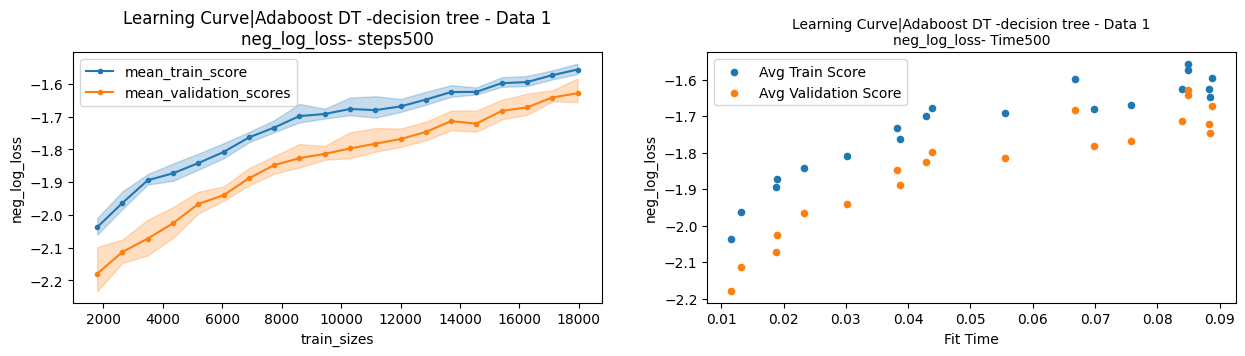 Learning Curve|Adaboost DT -decision tree - Data 1
neg_log_loss- steps500
mean_train_score
mean_validation_scores
neg_log_loss
−1.6
−1.7
−1.8
−1.9
−2.0
−2.1
−2.2
2000
4000
6000
8000
10000
12000
14000
16000
18000
train_sizes
Learning Curve|Adaboost DT -decision tree - Data 1
neg_log_loss- Time500
Avg Train Score
Avg Validation Score
neg_log_loss
−1.6
−1.7
−1.8
−1.9
−2.0
−2.1
−2.2
0.01
0.02
0.03
0.04
0.05
0.06
0.07
0.08
0.09
Fit Time